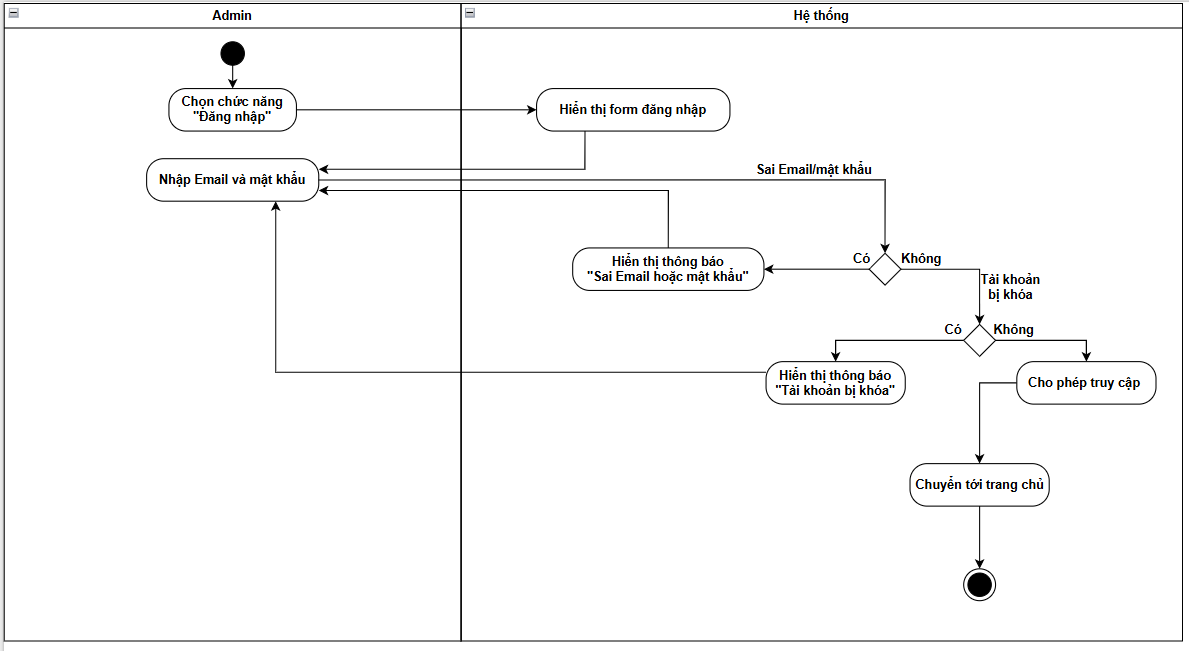 Admin
Hệ thống
Chọn chức năng
"Đăng nhập"
Hiển thị form đăng nhập
Nhập Email và mật khẩu
Sai Email/mật khẩu
Có
Không
Hiển thị thông báo
"Sai Email hoặc mật khẩu"
Tài khoản
bị khóa
Có
Không
Hiển thị thông báo
"Tài khoản bị khóa"
Cho phép truy cập
Chuyển tới trang chủ